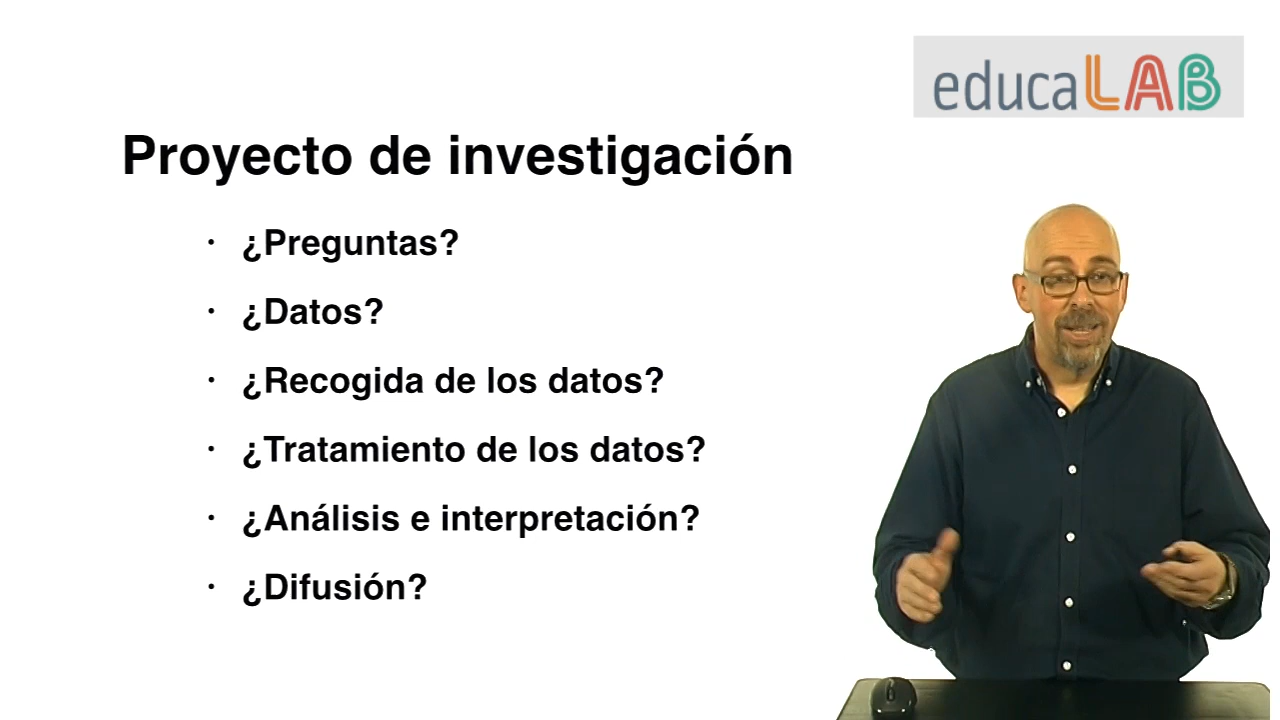 educaLAB
Proyecto de investigación
· ¿Preguntas?
· ¿Datos?
· ¿Recogida de los datos?
· ¿Tratamiento de los datos?
· ¿Análisis e interpretación?
· ¿Difusión?